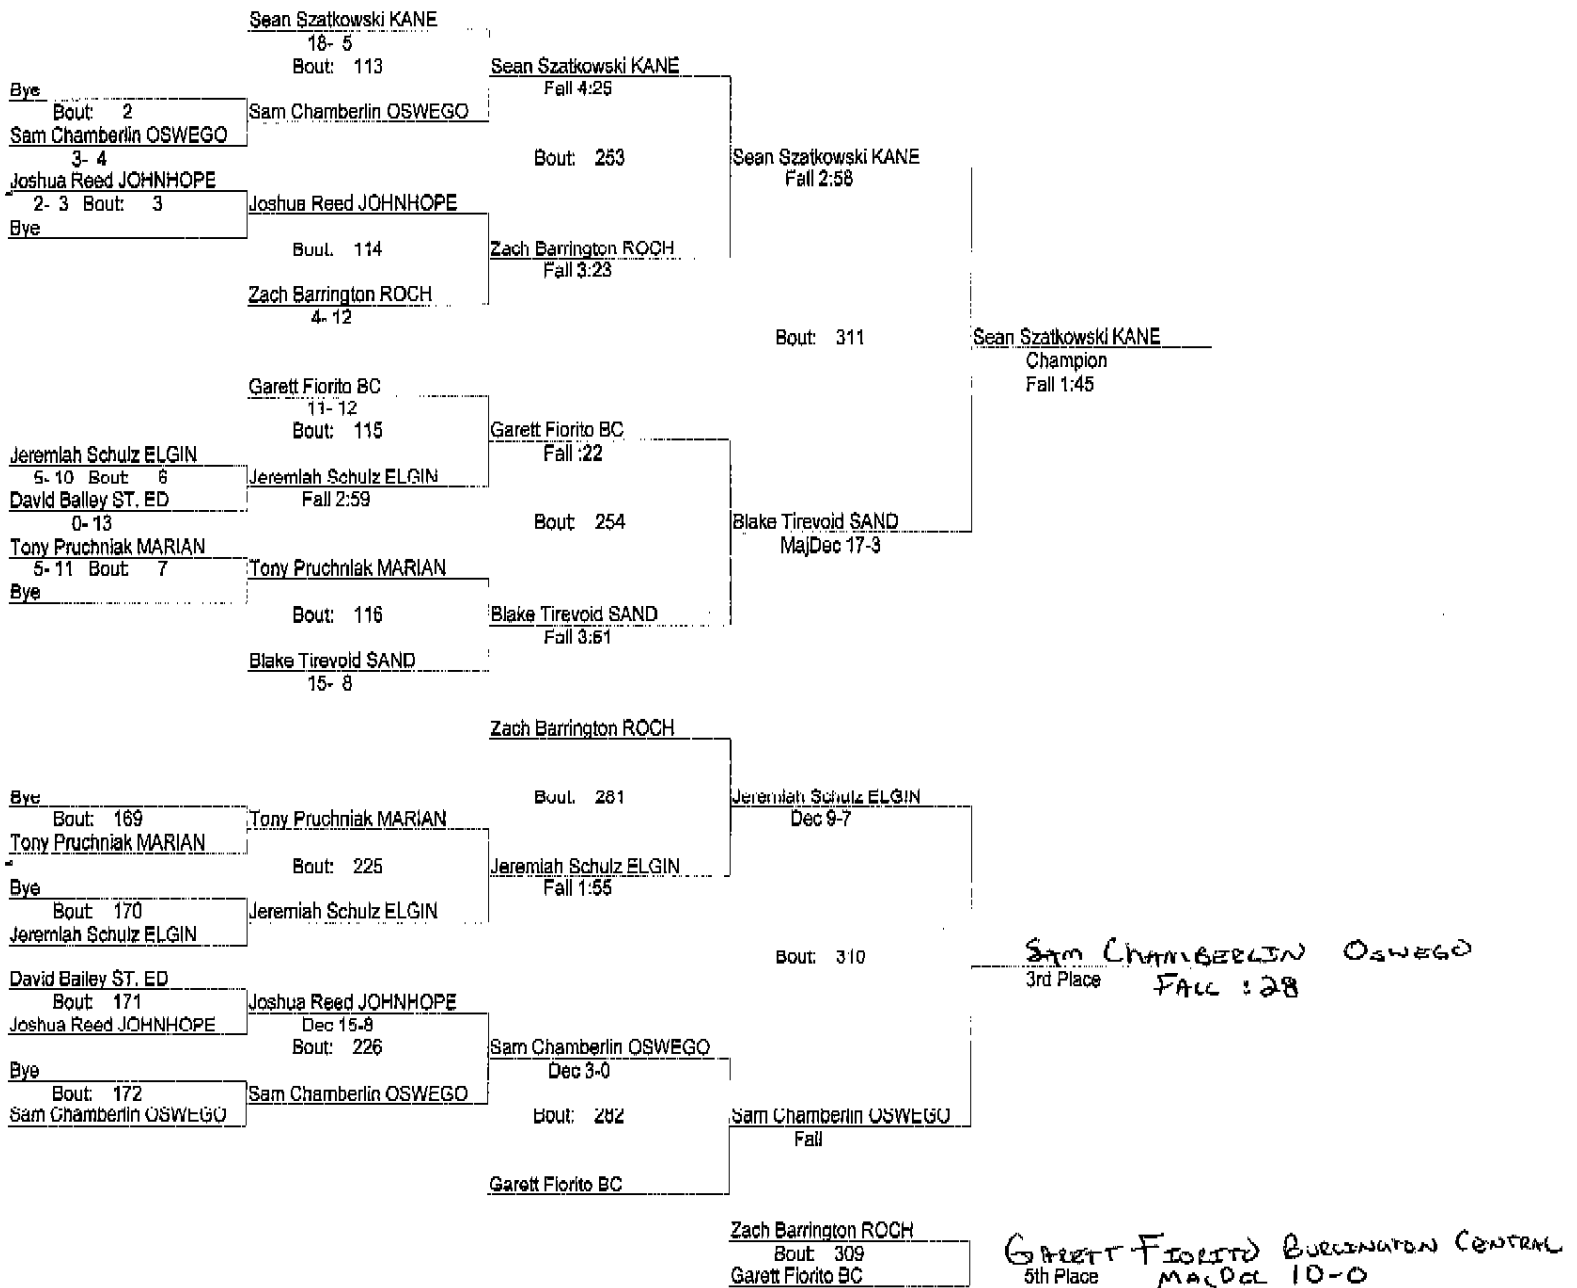 Sean Szatkowski KANE
18- 5
Bout: 113
Sean Szatkowski KANE
Fall 4:25
Bye
Bout: 2
Sam Chamberlin OSWEGO
Sam Chamberlin OSWEGO
3- 4
Bout: 253
Sean Szatkowski KANE
Fall 2:58
Joshua Reed JOHNHOPE
2- 3 Bout: 3
Joshua Reed JOHNHOPE
Bye
Bout. 114
Zach Barrington ROCH
Fall 3:23
Zach Barrington ROCH
4- 12
Bout: 311
Sean Szatkowski KANE
Champion
Fall 1:45
Garett Fiorito BC
11- 12
Bout: 115
Garett Fiorito BC
Fall :22
Jeremiah Schulz ELGIN
5- 10 Bout: 6
Jeremiah Schulz ELGIN
Fall 2:59
David Bailey ST. ED
0- 13
Bout: 254
Blake Tirevold SAND
MajDec 17-3
Tony Pruchniak MARIAN
5- 11 Bout: 7
Tony Pruchniak MARIAN
Bye
Bout: 116
Blake Tirevold SAND
Fall 3:51
Blake Tirevold SAND
15- 8
Zach Barrington ROCH
Bout. 281
Jeremiah Schulz ELGIN
Dec 9-7
Bye
Bout: 169
Tony Pruchniak MARIAN
Tony Pruchniak MARIAN
Bout: 225
Jeremiah Schulz ELGIN
Fall 1:55
Bye
Bout: 170
Jeremiah Schulz ELGIN
Jeremiah Schulz ELGIN
Bout: 310
Sam Chamberlin Oswego
3rd Place Fall :28
David Bailey ST. ED
Bout: 171
Joshua Reed JOHNHOPE
Dec 15-8
Joshua Reed JOHNHOPE
Bout: 226
Sam Chamberlin OSWEGO
Dec 3-0
Bye
Bout: 172
Sam Chamberlin OSWEGO
Sam Chamberlin OSWEGO
Bout: 282
Sam Chamberlin OSWEGO
Fall
Garett Fiorito BC
Zach Barrington ROCH
Bout: 309
Garett Fiorito BC
Garett Fiorito Burlington Central
5th Place MajDec 10-0